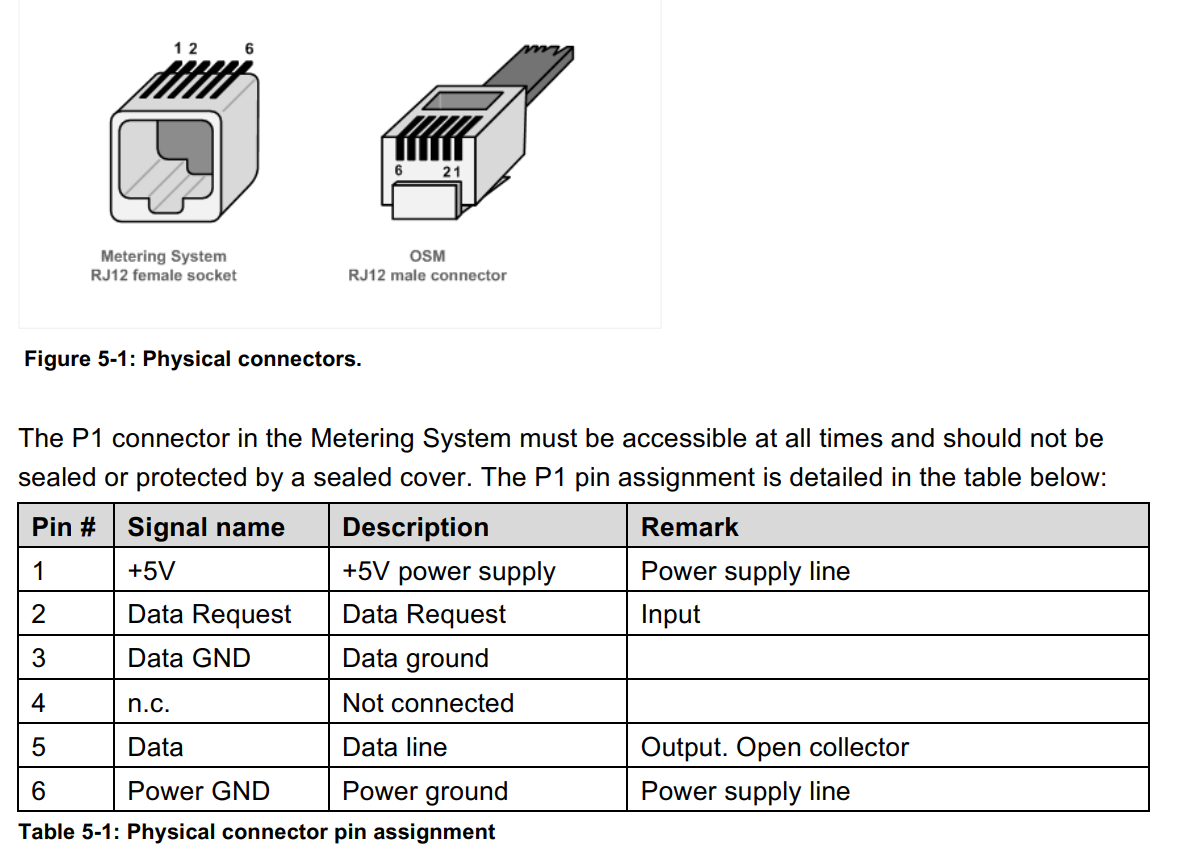 1 2 6
6 2 1
Metering System
RJ12 female socket
OSM
RJ12 male connector
Figure 5-1: Physical connectors.
The P1 connector in the Metering System must be accessible at all times and should not be
sealed or protected by a sealed cover. The P1 pin assignment is detailed in the table below:
Pin # Signal name Description Remark
1 +5V +5V power supply Power supply line
2 Data Request Data Request Input
3 Data GND Data ground
4 n.c. Not connected
5 Data Data line Output. Open collector
6 Power GND Power ground Power supply line
Table 5-1: Physical connector pin assignment